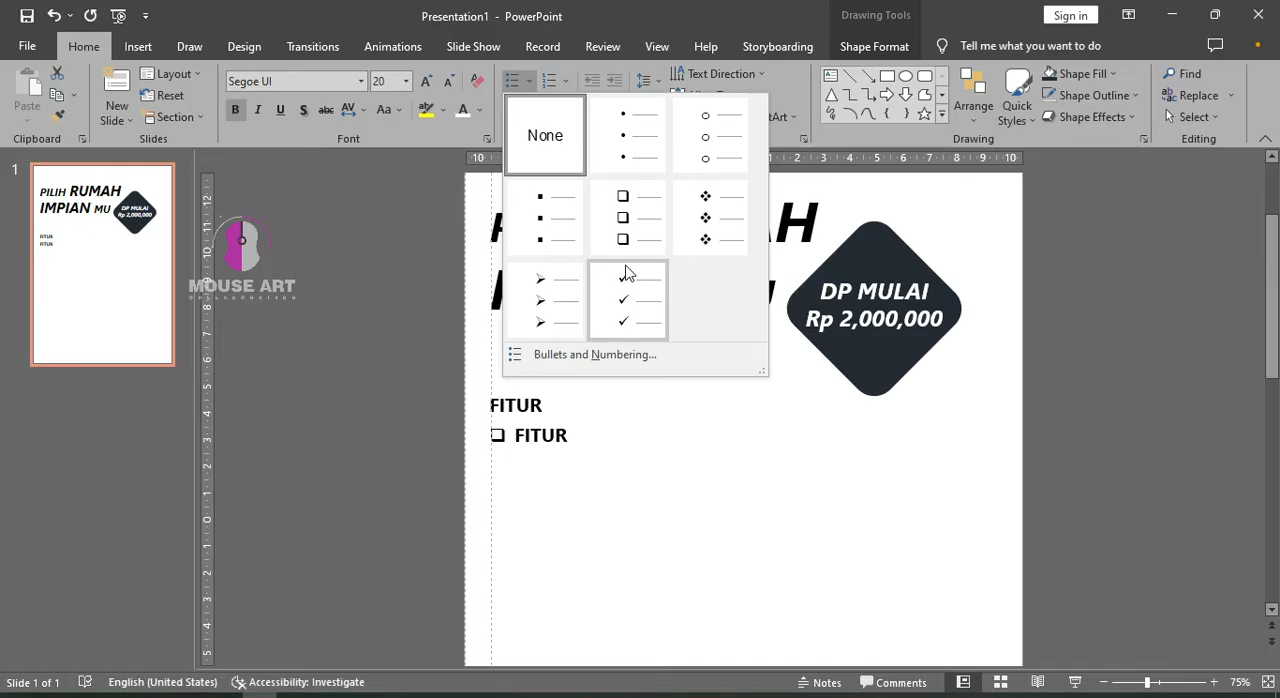 Presentation1 - PowerPoint
Drawing Tools
Sign in
File
Home
Insert
Draw
Design
Transitions
Animations
Slide Show
Record
Review
View
Help
Storyboarding
Shape Format
Tell me what you want to do
Paste
Clipboard
New
Slide
Layout
Reset
Section
Slides
Segoe UI
20
B I U S abc AV Aa A
Font
Text Direction
Arrange
Quick
Styles
Shape Fill
Shape Outline
Shape Effects
Drawing
Find
Replace
Select
Editing
None
Bullets and Numbering...
1
PILIH RUMAH
IMPIAN MU
DP MULAI
Rp 2,000,000
FITUR
FITUR
MOUSE ART
DP MULAI
Rp 2,000,000
FITUR
❑ FITUR
Slide 1 of 1
English (United States)
Accessibility: Investigate
Notes
Comments
75%